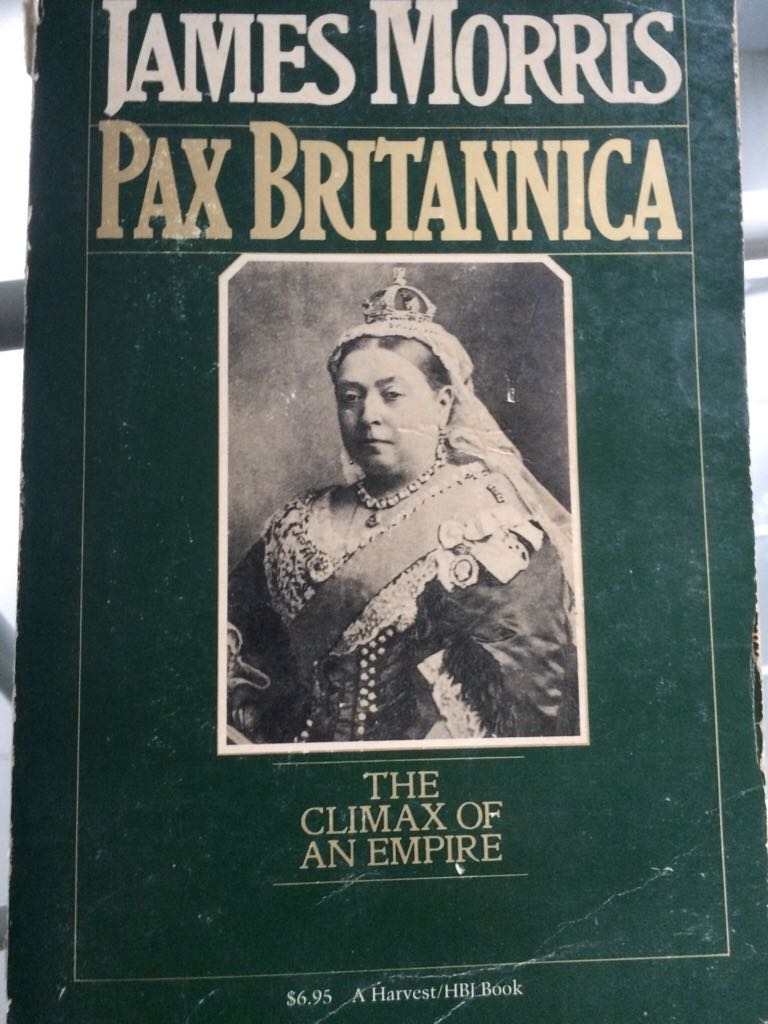 JAMES MORRIS
PAX BRITANNICA
THE
CLIMAX OF
AN EMPIRE
$6.95 A Harvest/HBJ Book